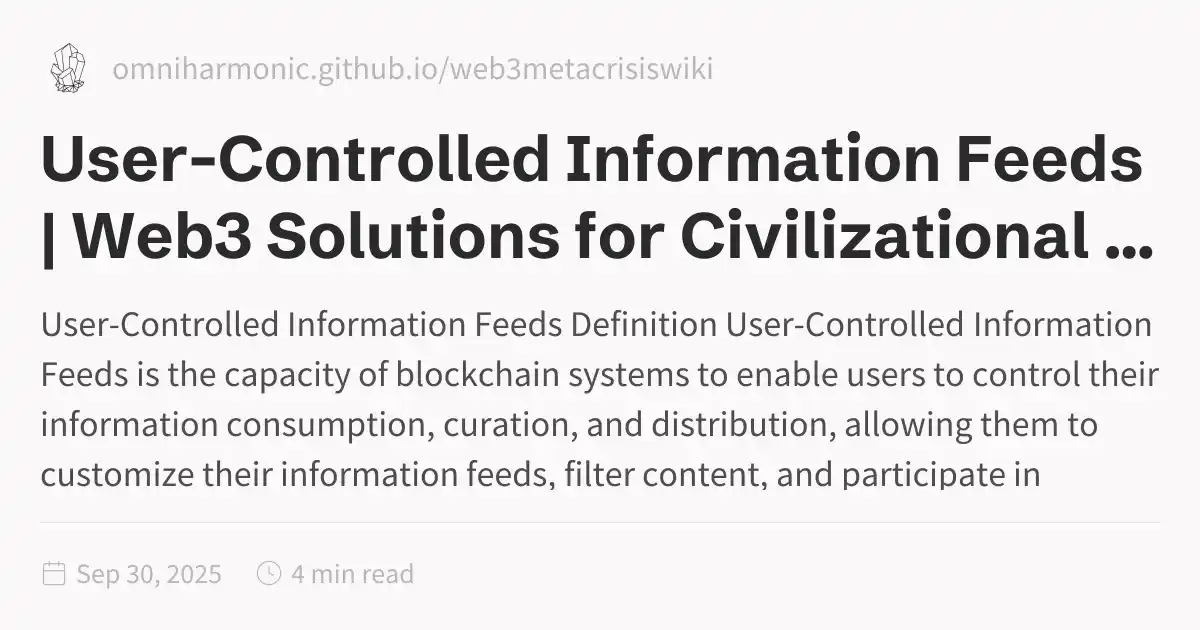 omniharmonic.github.io/web3metacrisiswiki
User-Controlled Information Feeds
| Web3 Solutions for Civilizational ...
User-Controlled Information Feeds Definition User-Controlled Information
Feeds is the capacity of blockchain systems to enable users to control their
information consumption, curation, and distribution, allowing them to
customize their information feeds, filter content, and participate in
Sep 30, 2025
4 min read